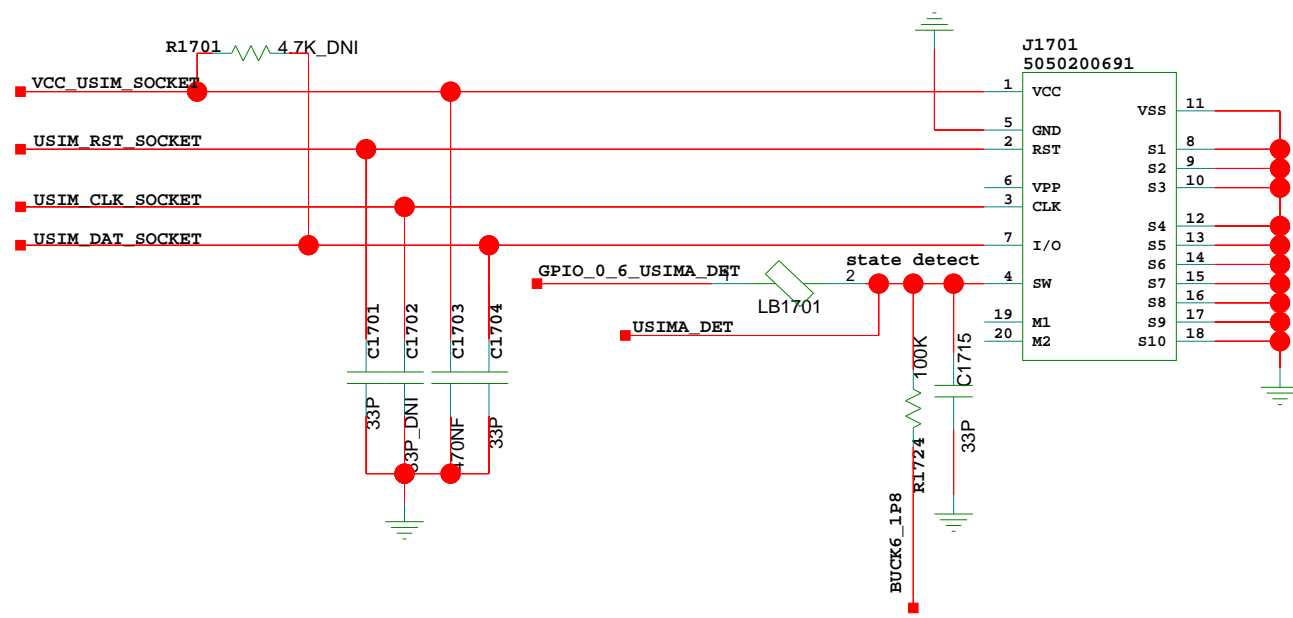 R1701 4.7K_DNI
J1701
5050200691
VCC_USIM_SOCKET
1 VCC
VSS 11
5 GND
USIM_RST_SOCKET
2 RST
S1 8
S2 9
S3 10
6 VPP
USIM_CLK_SOCKET
3 CLK
S4 12
USIM_DAT_SOCKET
7 I/O
S5 13
state detect
S6 14
GPIO_0_6_USIMA_DET 1 2
4 SW
S7 15
LB1701
S8 16
USIMA_DET
19 M1
S9 17
20 M2
S10 18
C1701
C1702
C1703
C1704
33P
33P_DNI
470NF
33P
100K
R1724
C1715
33P
BUCK6_1P8